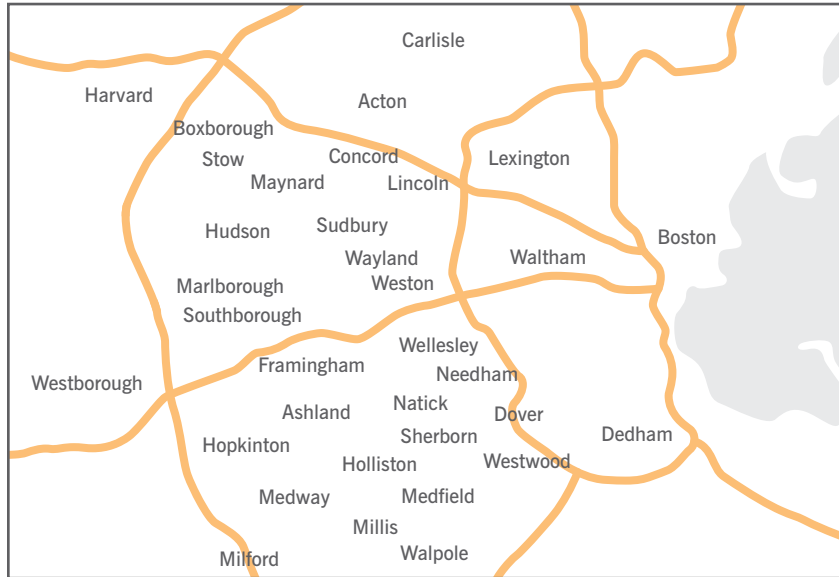 Carlisle
Harvard
Acton
Boxborough
Concord
Lexington
Stow
Maynard
Lincoln
Hudson
Sudbury
Boston
Wayland
Waltham
Marlborough
Weston
Southborough
Wellesley
Framingham
Needham
Westborough
Natick
Ashland
Dover
Sherborn
Dedham
Hopkinton
Holliston
Westwood
Medway
Medfield
Millis
Walpole
Milford